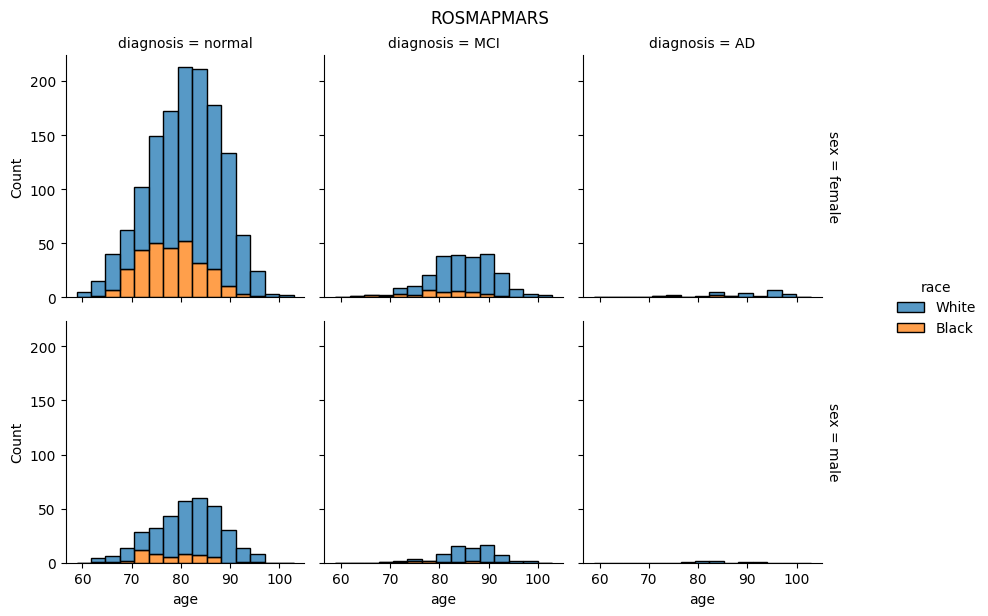 ROSMAPMARS
diagnosis = normal
diagnosis = MCI
diagnosis = AD
200
150
100
50
0
Count
sex = female
race
White
Black
200
150
100
50
0
Count
sex = male
60 70 80 90 100
60 70 80 90 100
60 70 80 90 100
age
age
age